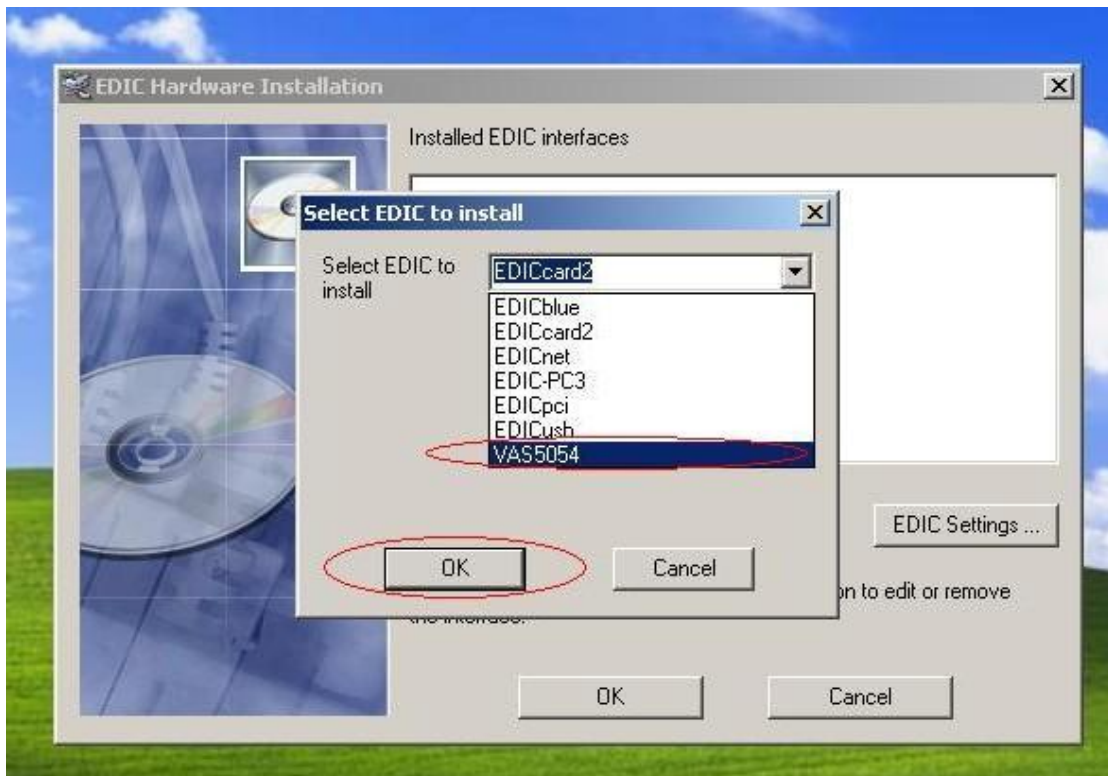 EDIC Hardware Installation
Installed EDIC interfaces
Select EDIC to install
Select EDIC to
install
EDICcard2
EDICblue
EDICcard2
EDICnet
EDIC-PC3
EDICpci
EDICusb
VAS5054
OK
Cancel
EDIC Settings ...
to edit or remove
OK
Cancel